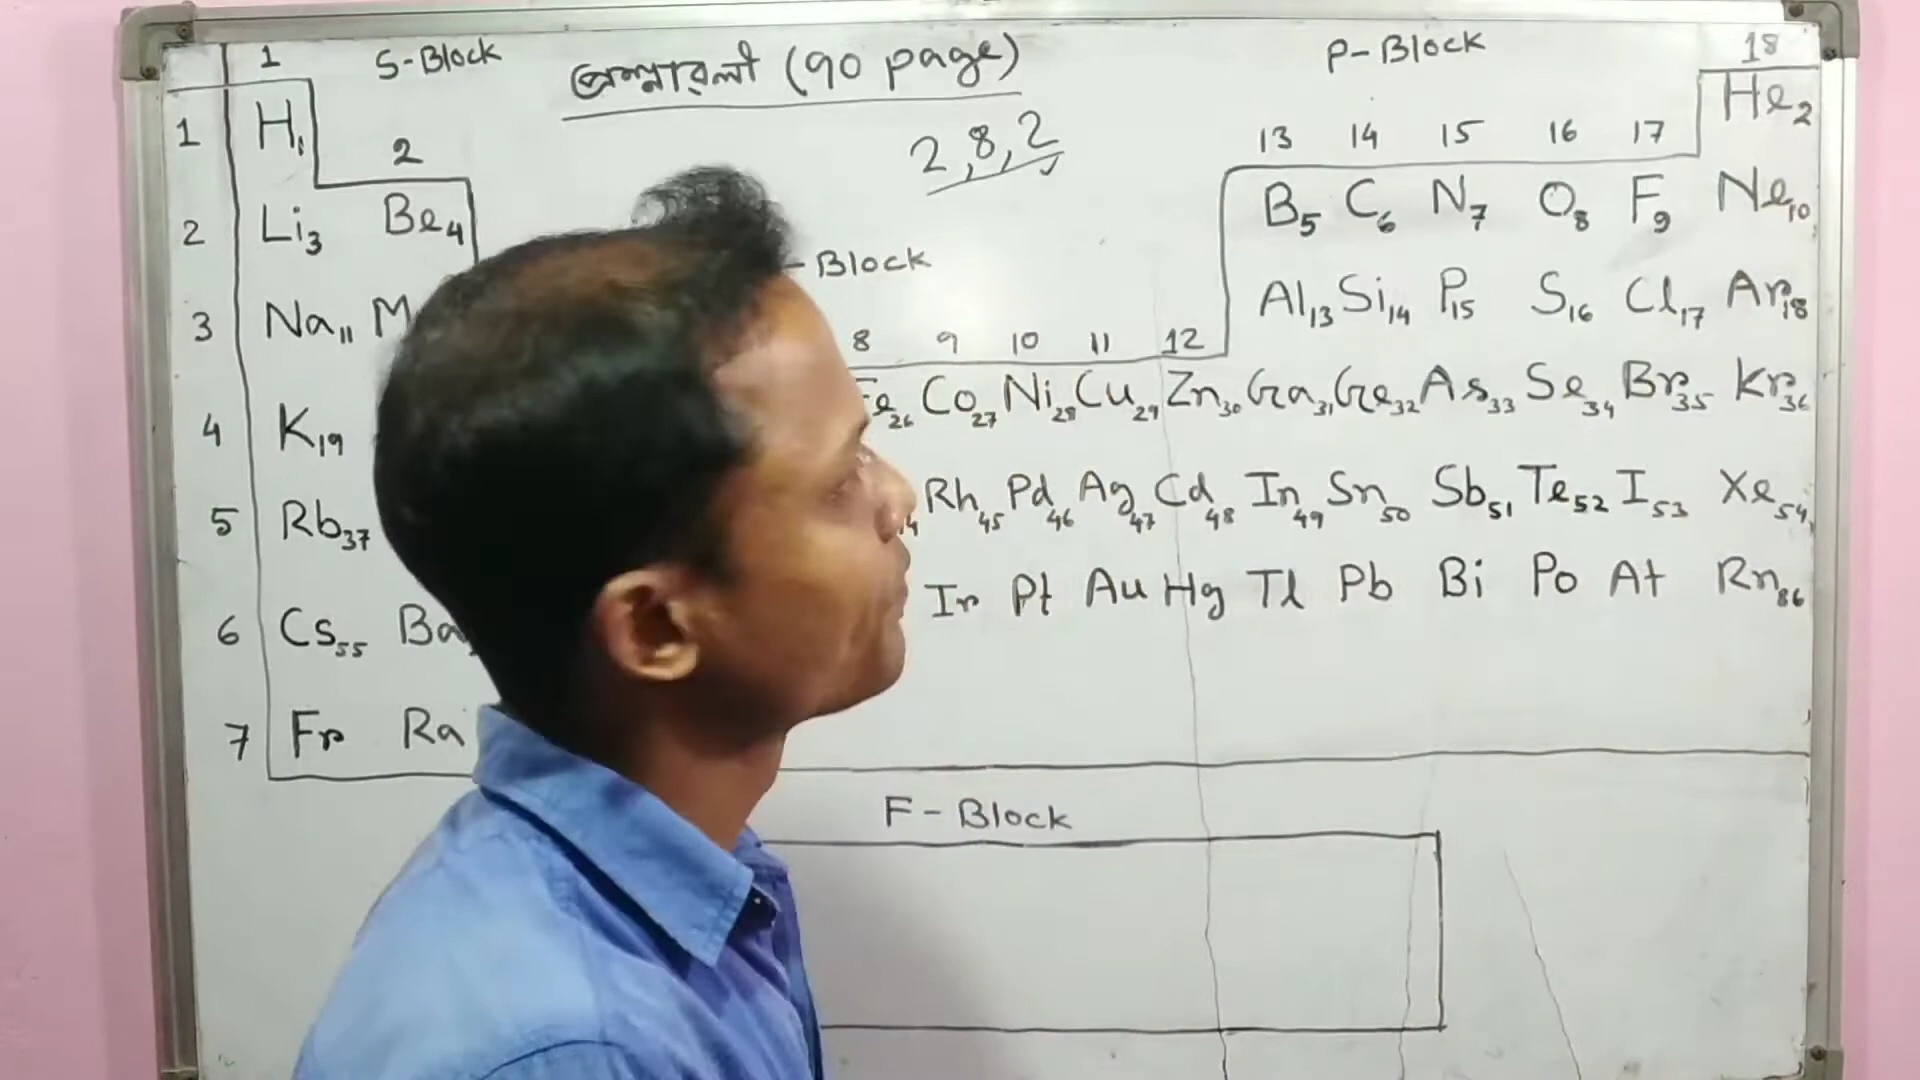 1 S-Block প্রশ্নাবলী (90 page) P-Block 18
1 H₁ 2 2,8,2 13 14 15 16 17 He₂
2 Li₃ Be₄ B₅ C₆ N₇ O₈ F₉ Ne₁₀
-Block
3 Na₁₁ M Al₁₃ Si₁₄ P₁₅ S₁₆ Cl₁₇ Ar₁₈
8 9 10 11 12
4 K₁₉ Fe₂₆ Co₂₇ Ni₂₈ Cu₂₉ Zn₃₀ Ga₃₁ Ge₃₂ As₃₃ Se₃₄ Br₃₅ Kr₃₆
5 Rb₃₇ Rh₄₅ Pd₄₆ Ag₄₇ Cd₄₈ In₄₉ Sn₅₀ Sb₅₁ Te₅₂ I₅₃ Xe₅₄
6 Cs₅₅ Ba Ir Pt Au Hg Tl Pb Bi Po At Rn₈₆
7 Fr Ra
F-Block